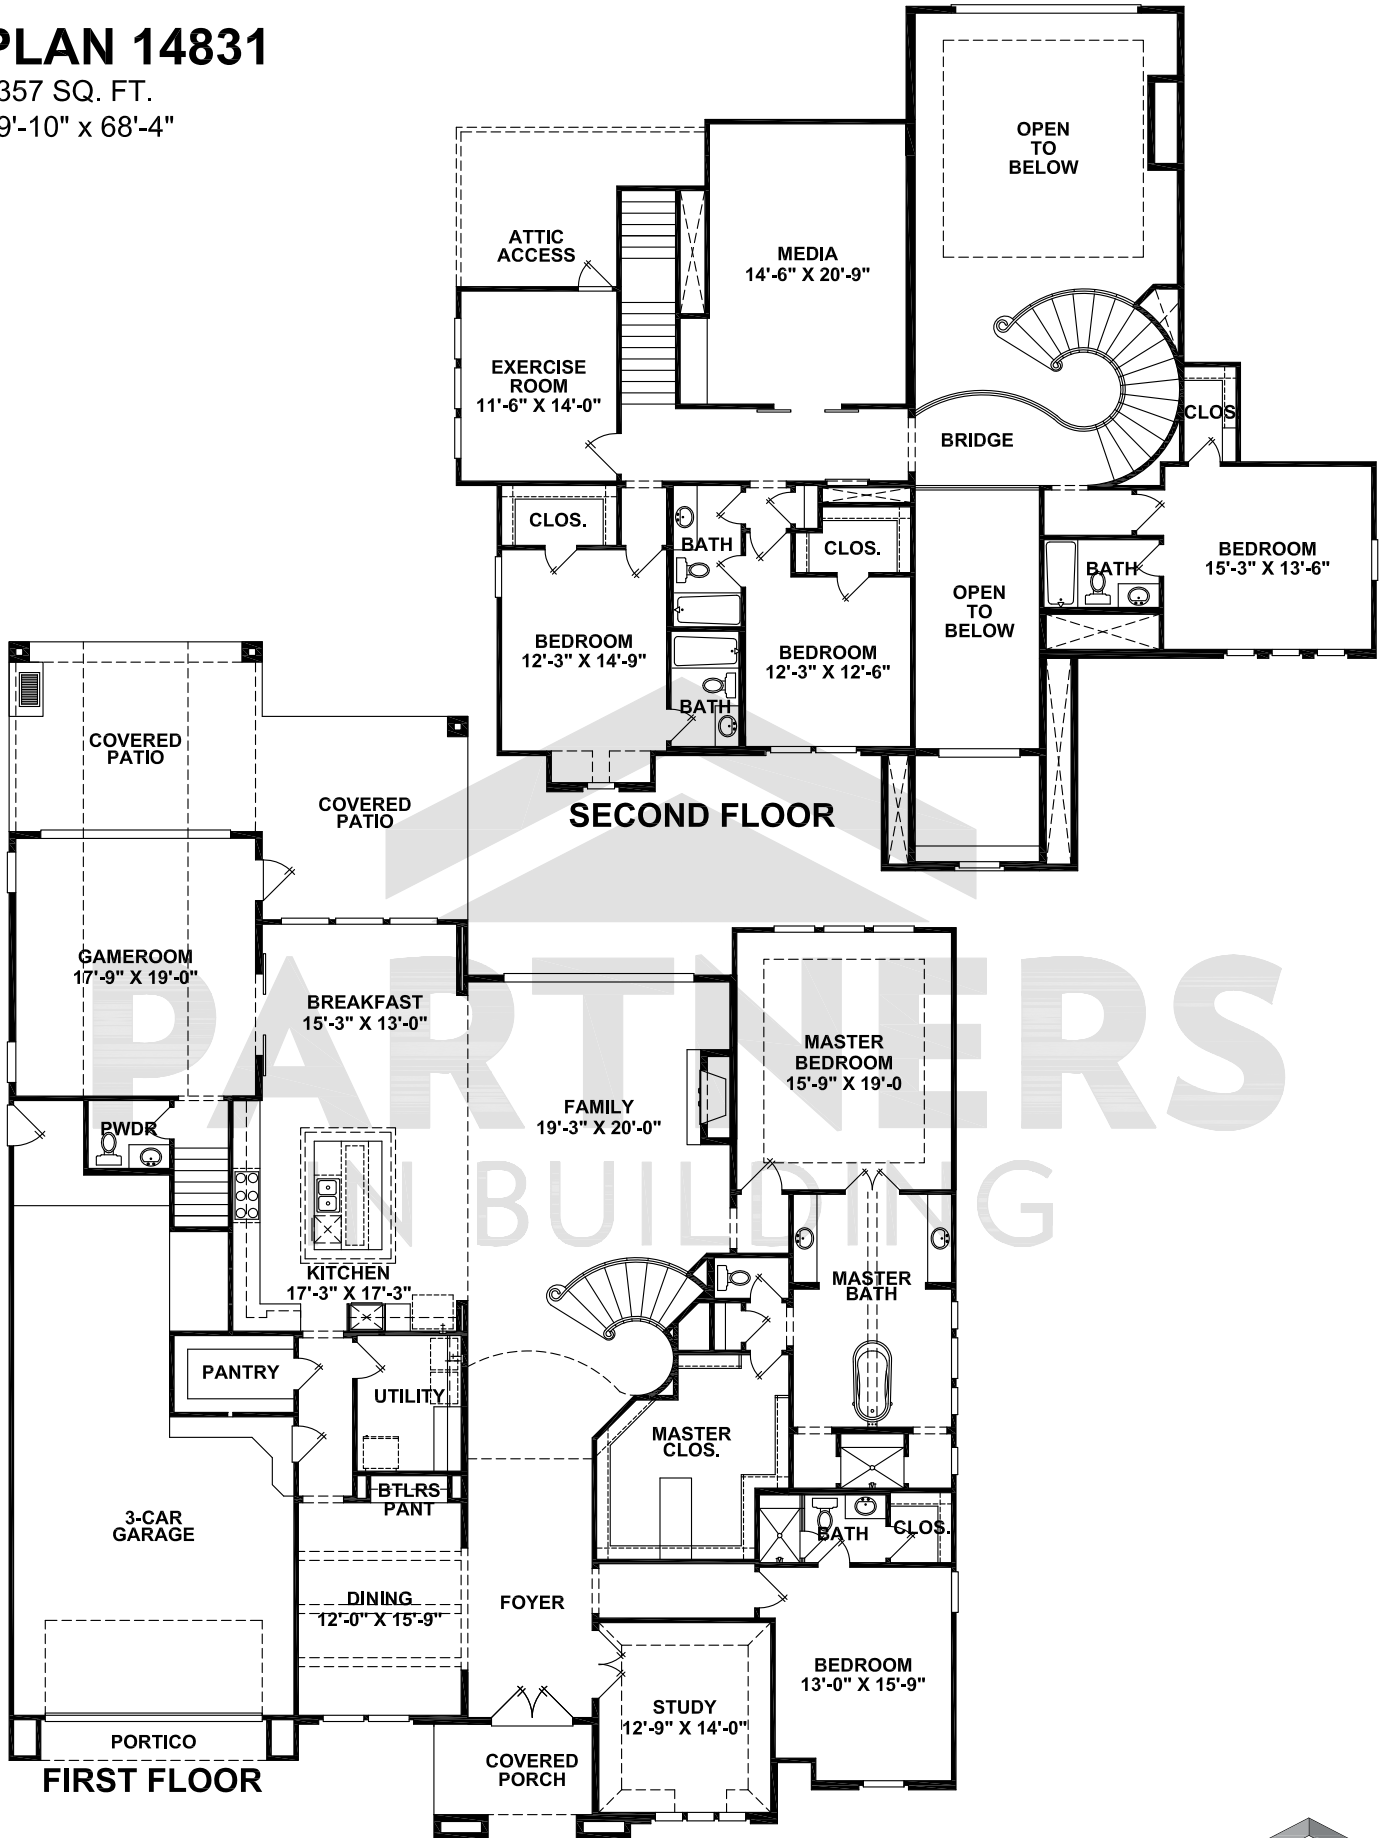 PLAN 14831
357 SQ. FT.
9'-10" x 68'-4"
OPEN
TO
BELOW
ATTIC
ACCESS
MEDIA
14'-6" X 20'-9"
EXERCISE
ROOM
11'-6" X 14'-0"
CLOS
BRIDGE
CLOS.
BATH
CLOS.
BEDROOM
15'-3" X 13'-6"
BATH
OPEN
TO
BELOW
BEDROOM
12'-3" X 14'-9"
BEDROOM
12'-3" X 12'-6"
BATH
SECOND FLOOR
COVERED
PATIO
COVERED
PATIO
GAMEROOM
17'-9" X 19'-0"
BREAKFAST
15'-3" X 13'-0"
MASTER
BEDROOM
15'-9" X 19'-0
FAMILY
19'-3" X 20'-0"
PWDR
PARTNERS
IN BUILDING
KITCHEN
17'-3" X 17'-3"
MASTER
BATH
PANTRY
UTILITY
MASTER
CLOS.
BTLRS
PANT
3-CAR
GARAGE
BATH
CLOS.
DINING
12'-0" X 15'-9"
FOYER
BEDROOM
13'-0" X 15'-9"
STUDY
12'-9" X 14'-0"
PORTICO
COVERED
PORCH
FIRST FLOOR